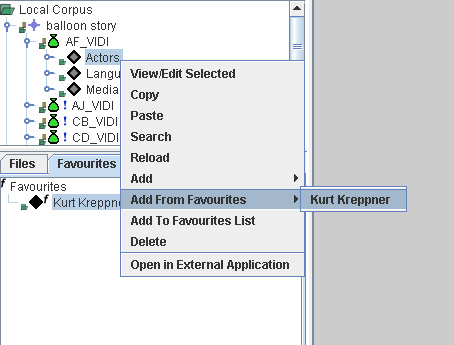 Local Corpus
balloon story
AF_VIDI
Actors
Langu
Media
AJ_VIDI
CB_VIDI
CD_VIDI
View/Edit Selected
Copy
Paste
Search
Reload
Add
Add From Favourites
Kurt Kreppner
Add To Favourites List
Delete
Open in External Application
Files
Favourites
f Favourites
f Kurt Kreppne